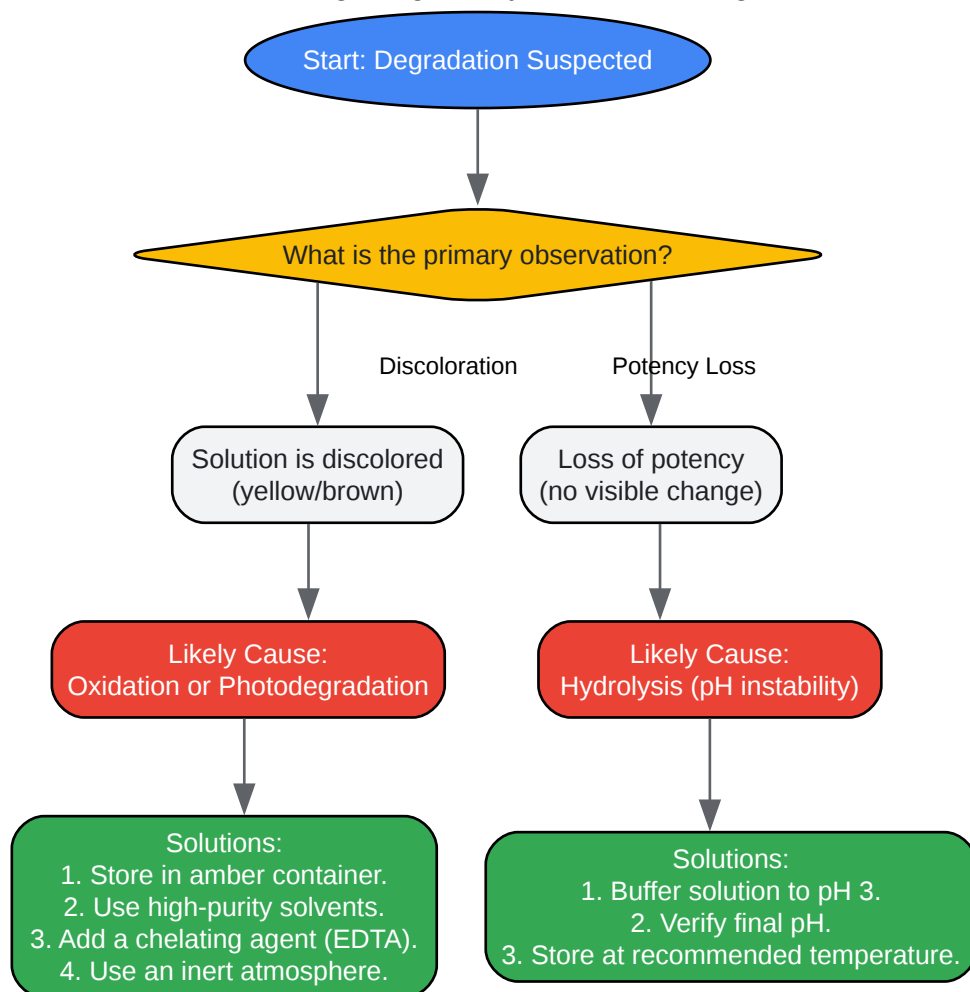 Start: Degradation Suspected
What is the primary observation?
Discoloration
Potency Loss
Solution is discolored
(yellow/brown)
Loss of potency
(no visible change)
Likely Cause:
Oxidation or Photodegradation
Likely Cause:
Hydrolysis (pH instability)
Solutions:
1. Store in amber container.
2. Use high-purity solvents.
3. Add a chelating agent (EDTA).
4. Use an inert atmosphere.
Solutions:
1. Buffer solution to pH 3.
2. Verify final pH.
3. Store at recommended temperature.